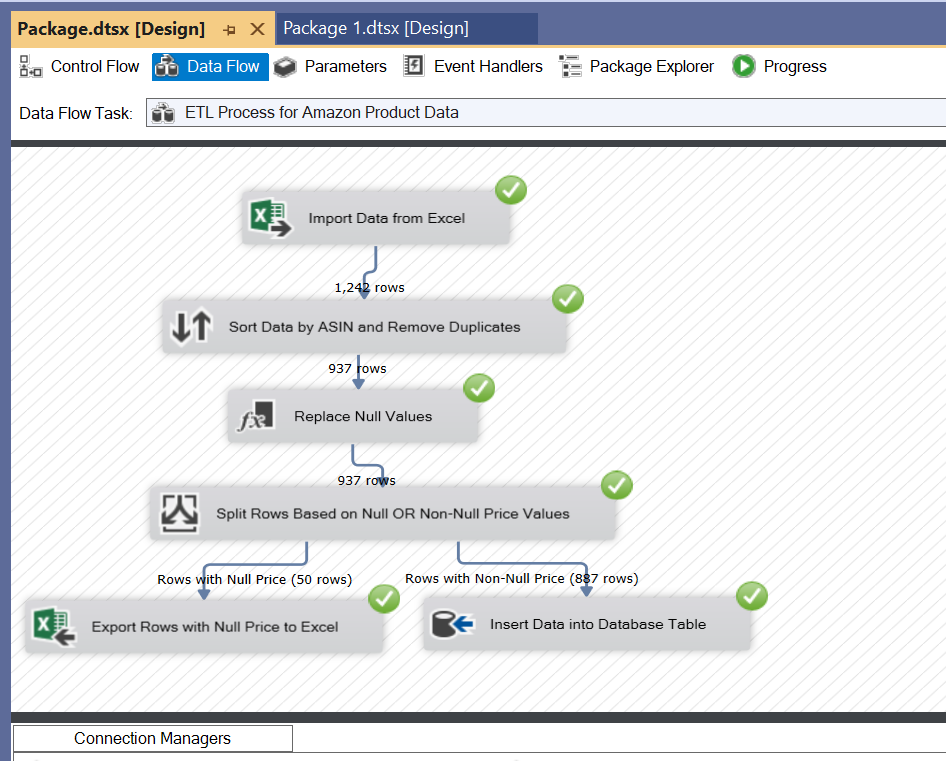 Package.dtsx [Design]
Package 1.dtsx [Design]
Control Flow
Data Flow
Parameters
Event Handlers
Package Explorer
Progress
Data Flow Task:
ETL Process for Amazon Product Data
Import Data from Excel
1,242 rows
Sort Data by ASIN and Remove Duplicates
937 rows
Replace Null Values
937 rows
Split Rows Based on Null OR Non-Null Price Values
Rows with Null Price (50 rows)
Rows with Non-Null Price (887 rows)
Export Rows with Null Price to Excel
Insert Data into Database Table
Connection Managers